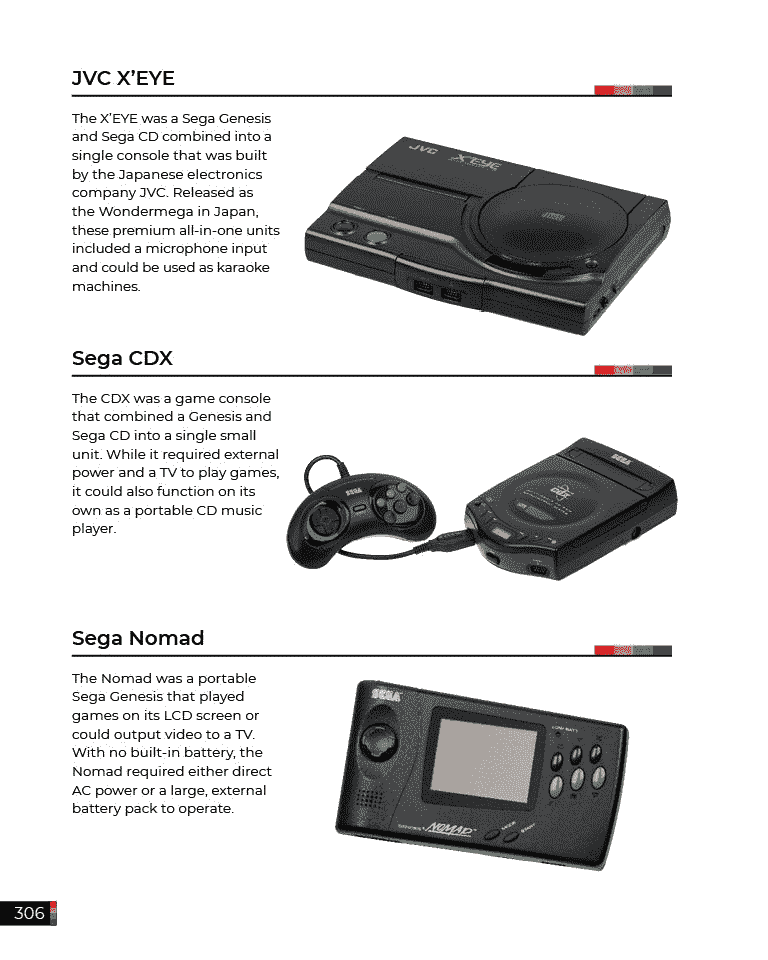 JVC X’EYE
The X’EYE was a Sega Genesis
and Sega CD combined into a
single console that was built
by the Japanese electronics
company JVC. Released as
the Wondermega in Japan,
these premium all-in-one units
included a microphone input
and could be used as karaoke
machines.
JVC
X'EYE
Sega CDX
The CDX was a game console
that combined a Genesis and
Sega CD into a single small
unit. While it required external
power and a TV to play games,
it could also function on its
own as a portable CD music
player.
SEGA
SEGA
Sega Nomad
The Nomad was a portable
Sega Genesis that played
games on its LCD screen or
could output video to a TV.
With no built-in battery, the
Nomad required either direct
AC power or a large, external
battery pack to operate.
SEGA
NOMAD
MODE
START
306